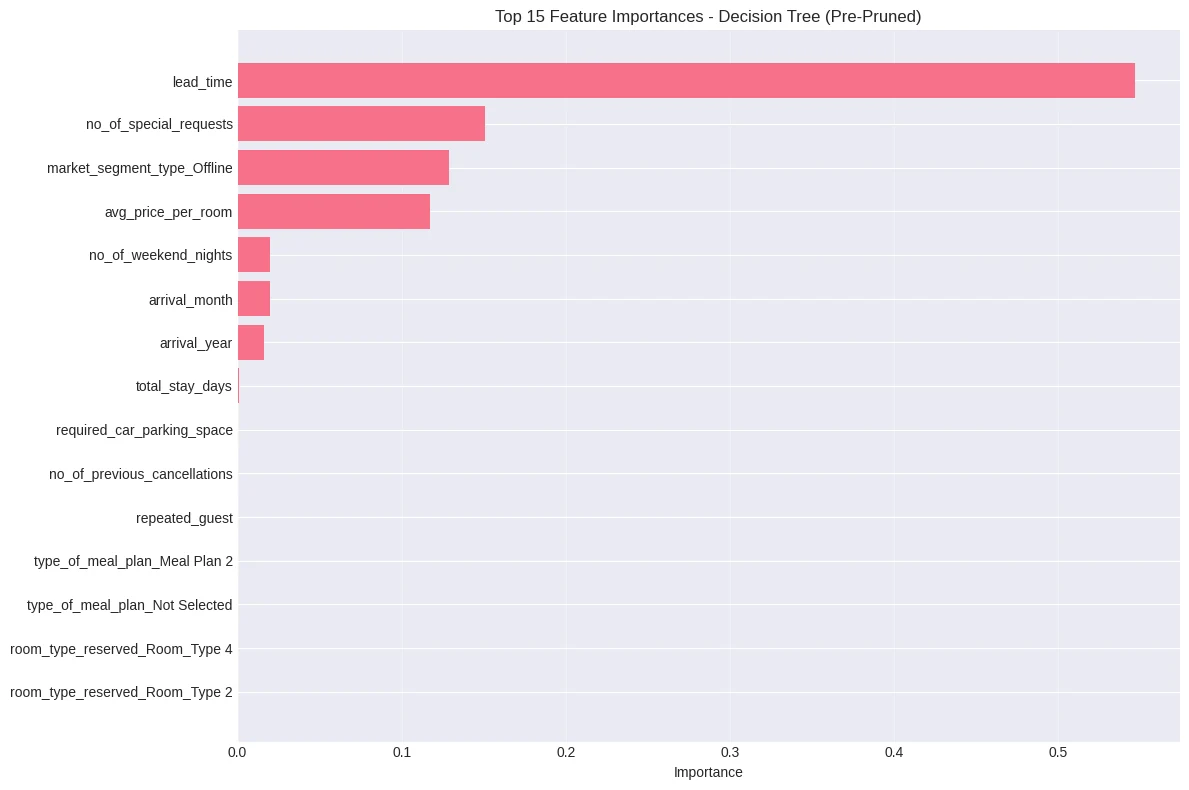 Top 15 Feature Importances - Decision Tree (Pre-Pruned)
lead_time
no_of_special_requests
market_segment_type_Offline
avg_price_per_room
no_of_weekend_nights
arrival_month
arrival_year
total_stay_days
required_car_parking_space
no_of_previous_cancellations
repeated_guest
type_of_meal_plan_Meal Plan 2
type_of_meal_plan_Not Selected
room_type_reserved_Room_Type 4
room_type_reserved_Room_Type 2
0.0 0.1 0.2 0.3 0.4 0.5
Importance